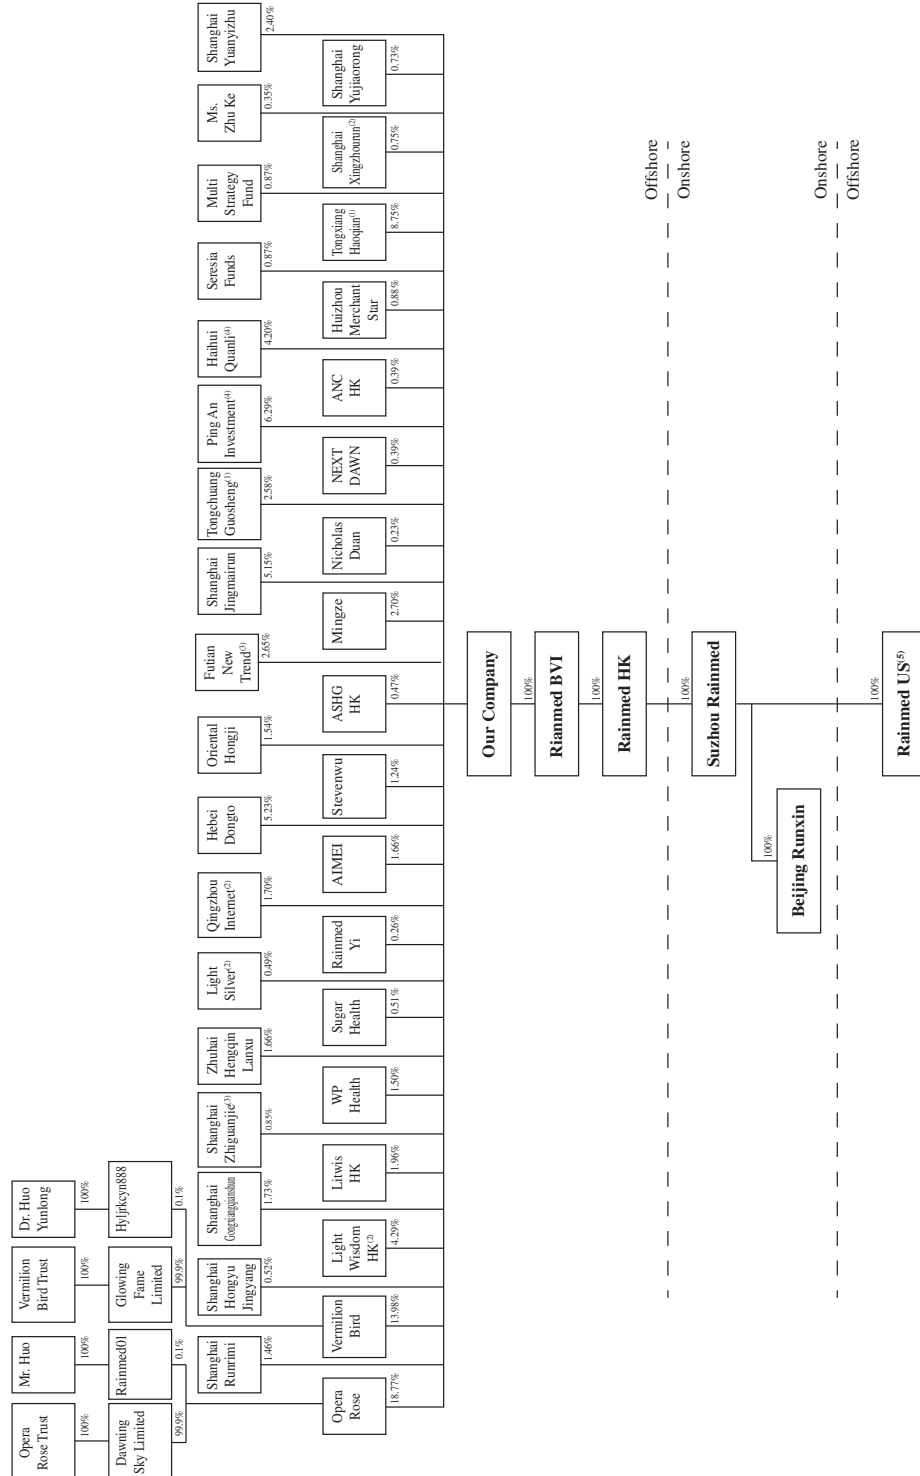 Opera
Rose Trust
Mr. Huo
Vermilion
Bird Trust
Dr. Huo
Yunlong
100%
100%
100%
100%
Dawning
Sky Limited
Rainmed01
Glowing
Fame
Limited
Hyljrkcyn888
99.9%
0.1%
99.9%
0.1%
Shanghai
Runrimi
1.46%
Shanghai
Hongyu
Jingyang
0.52%
Shanghai
Gongxiangqianshun
1.73%
Shanghai
Zhiguanjie(3)
0.85%
Zhuhai
Hengqin
Lanxu
1.66%
Light
Silver(2)
0.49%
Qingzhou
Internet(2)
1.70%
Hebei
Dongto
5.23%
Oriental
Hongji
1.54%
Futian
New
Trend(3)
2.65%
Shanghai
Jingmairun
5.15%
Tongchuang
Guosheng(1)
2.58%
Ping An
Investment(4)
6.29%
Haihui
Quanli(4)
4.20%
Seresia
Funds
0.87%
Multi
Strategy
Fund
0.87%
Ms.
Zhu Ke
0.35%
Shanghai
Yuanyizhu
2.40%
Opera
Rose
18.77%
Vermilion
Bird
13.98%
Light
Wisdom
HK(2)
4.29%
Litwis
HK
1.96%
WP
Health
1.50%
Sugar
Health
0.51%
Rainmed
Yi
0.26%
AIMEI
1.66%
Stevenwu
1.24%
ASHG
HK
0.47%
Mingze
2.70%
Nicholas
Duan
0.23%
NEXT
DAWN
0.39%
ANC
HK
0.39%
Huizhou
Merchant
Star
0.88%
Tongxiang
Haoqian(1)
8.75%
Shanghai
Xingzhourun(2)
0.75%
Shanghai
Yujiaorong
0.73%
Our Company
100%
Rianmed BVI
100%
Rainmed HK
Offshore
Onshore
100%
Suzhou Rainmed
100%
Beijing Runxin
Onshore
Offshore
100%
Rainmed US(5)